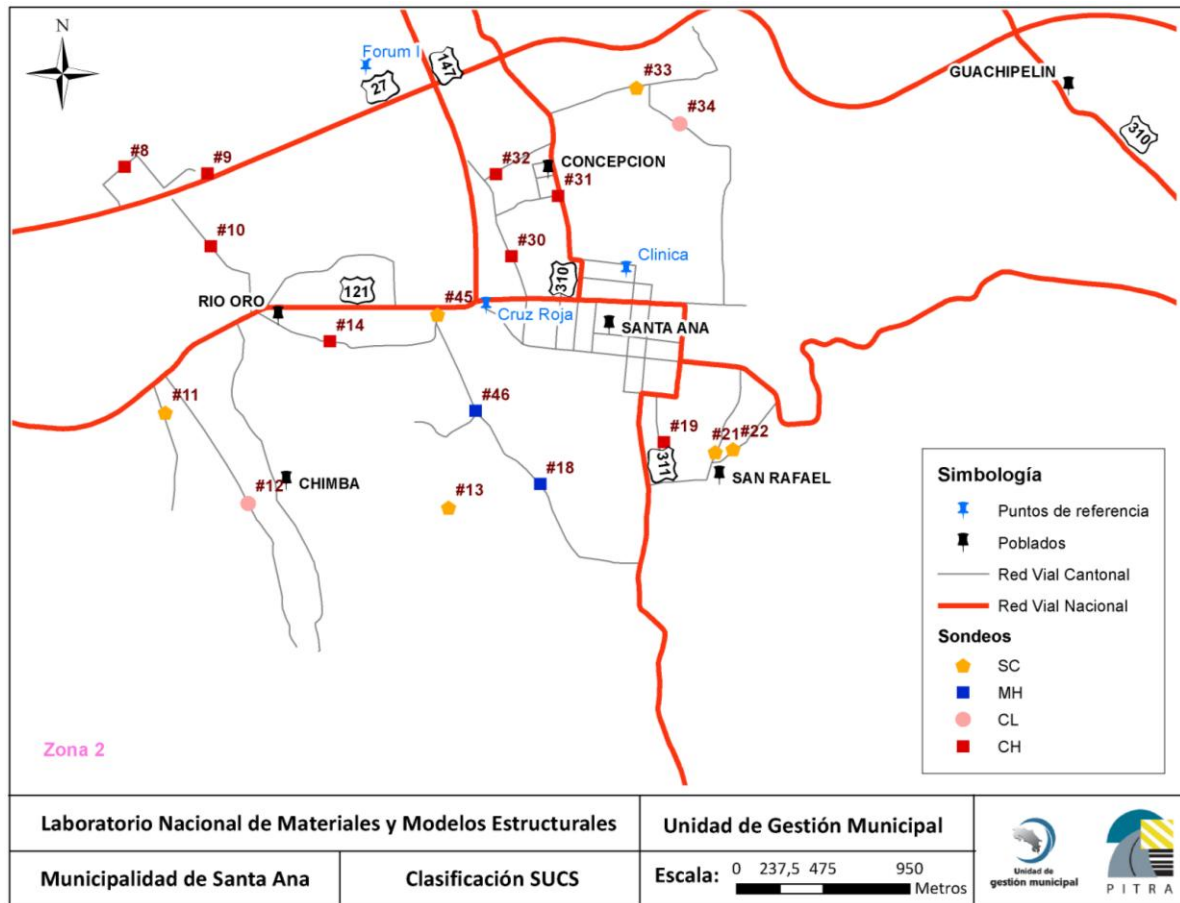 N
Forum I
27
147
#33
GUACHIPELIN
310
#34
#8
#9
#32
CONCEPCION
#31
#10
#30
Clinica
310
RIO ORO
121
#45
Cruz Roja
SANTA ANA
#14
#11
#46
#19
#21
#22
311
SAN RAFAEL
#12
CHIMBA
#13
#18
Simbología
Puntos de referencia
Poblados
Red Vial Cantonal
Red Vial Nacional
Sondeos
SC
MH
CL
CH
Zona 2
Laboratorio Nacional de Materiales y Modelos Estructurales
Unidad de Gestión Municipal
Municipalidad de Santa Ana
Clasificación SUCS
Escala: 0 237,5 475 950
Metros
Unidad de
gestión municipal
PITRA